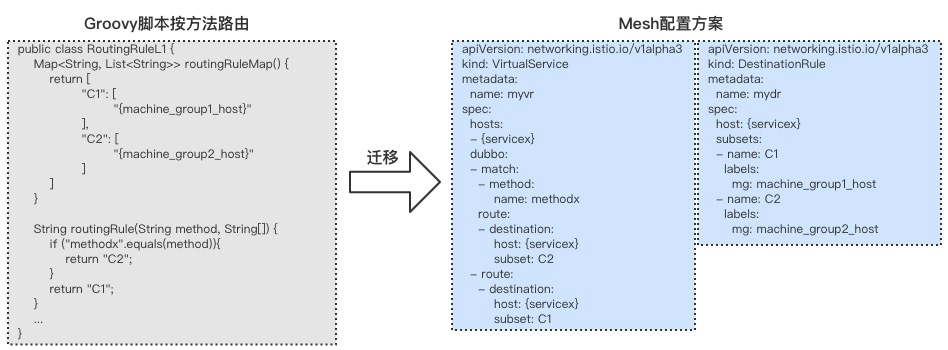 Groovy脚本按方法路由
public class RoutingRuleL1 {
Map<String, List<String>> routingRuleMap() {
return [
"C1": [
"{machine_group1_host}"
],
"C2": [
"{machine_group2_host}"
]
]
}
String routingRule(String method, String[]) {
if ("methodx".equals(method)){
return "C2";
}
return "C1";
}
...
}
迁移
Mesh配置方案
apiVersion: networking.istio.io/v1alpha3
kind: VirtualService
metadata:
name: myvr
spec:
hosts:
- {servicex}
dubbo:
- match:
- method:
name: methodx
route:
- destination:
host: {servicex}
subset: C2
- route:
- destination:
host: {servicex}
subset: C1
apiVersion: networking.istio.io/v1alpha3
kind: DestinationRule
metadata:
name: mydr
spec:
host: {servicex}
subsets:
- name: C1
labels:
mg: machine_group1_host
- name: C2
labels:
mg: machine_group2_host